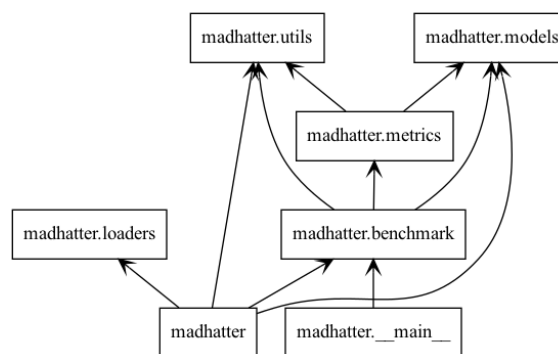 madhatter.utils
madhatter.models
madhatter.metrics
madhatter.loaders
madhatter.benchmark
madhatter
madhatter.__main__